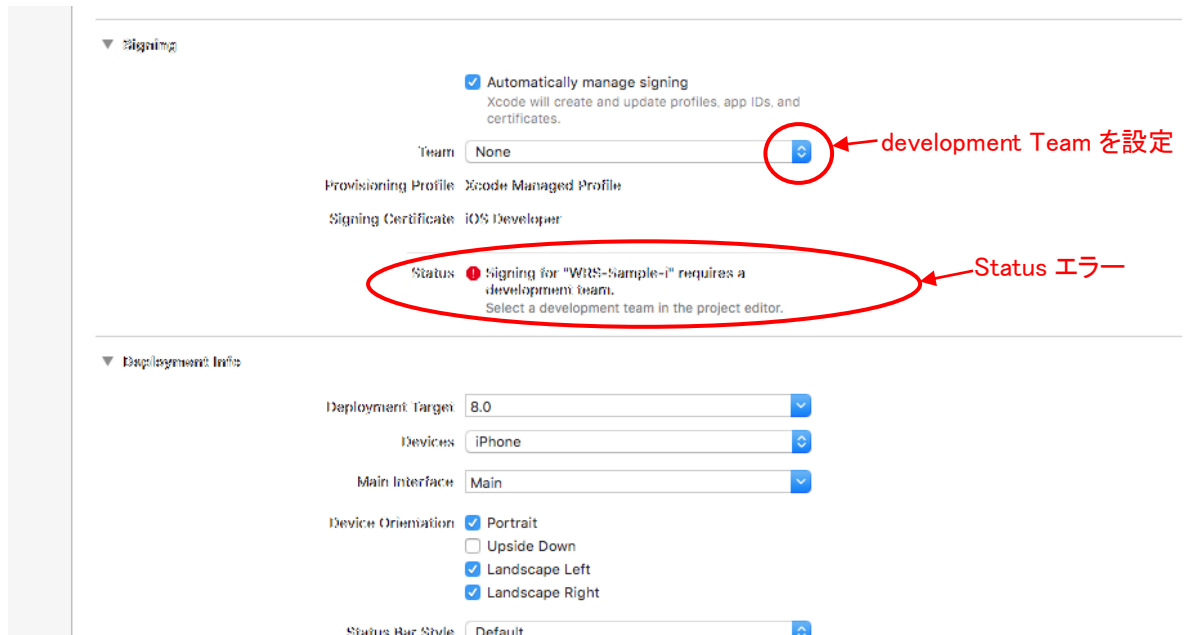 Signing
Automatically manage signing
Xcode will create and update profiles, app IDs, and
certificates.
Team None
development Team を設定
Provisioning Profile Xcode Managed Profile
Signing Certificate iOS Developer
Status Signing for "WRS-Sample-i" requires a
development team.
Select a development team in the project editor.
Status エラー
Deployment Info
Deployment Target 8.0
Devices iPhone
Main Interface Main
Device Orientation Portrait
Upside Down
Landscape Left
Landscape Right
Status Bar Style Default